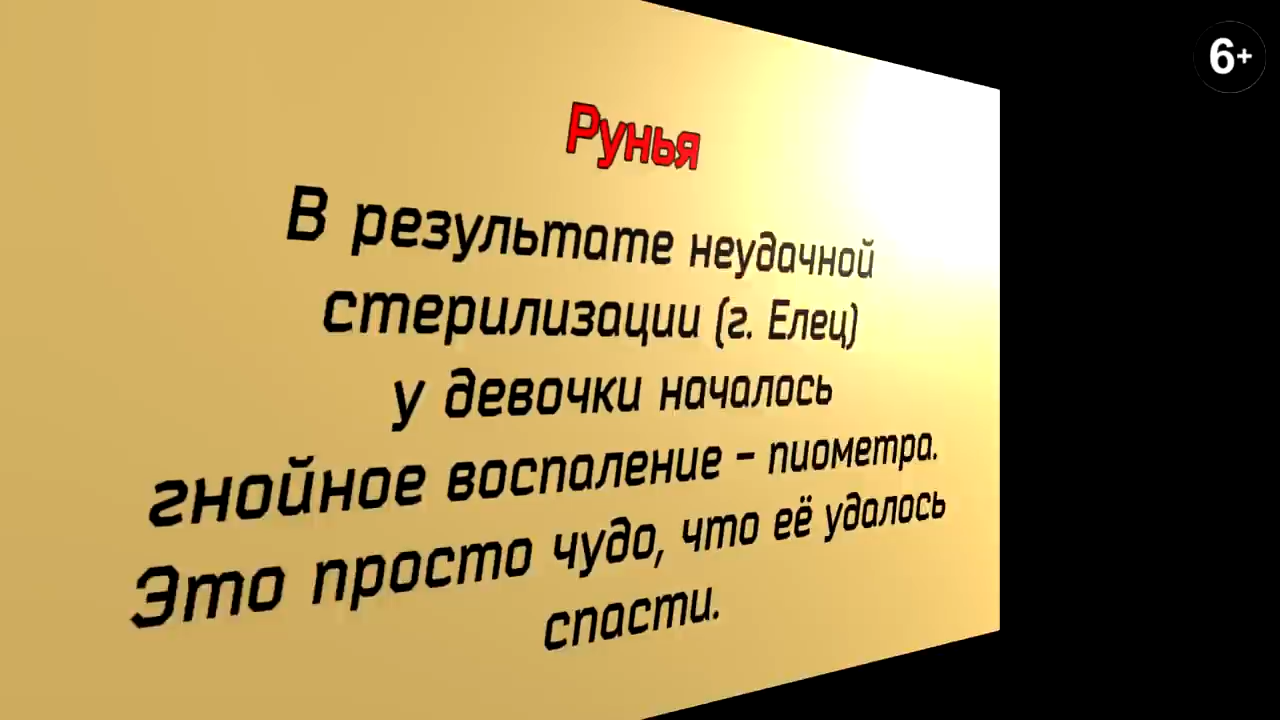 6+
Рунья
В результате неудачной
стерилизации (г. Елец)
у девочки началось
гнойное воспаление - пиометра.
Это просто чудо, что её удалось
спасти.